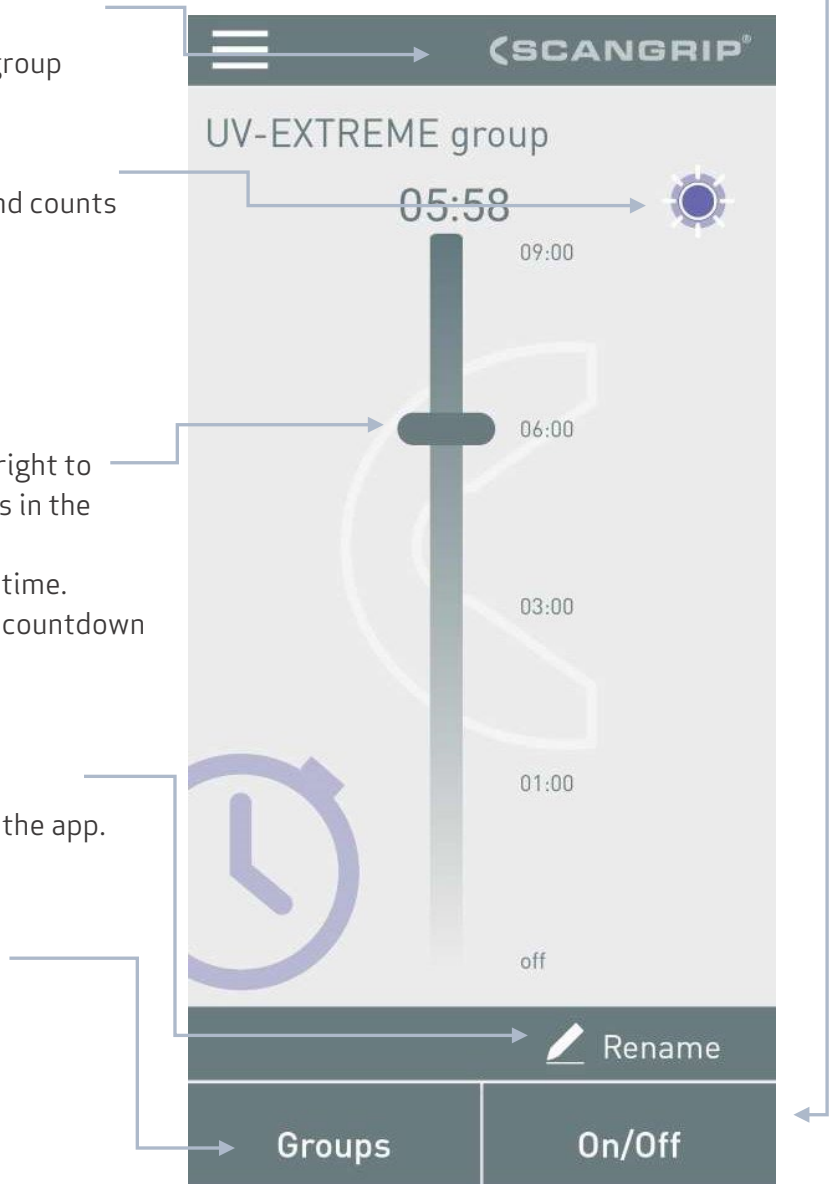 group
nd counts
right to
s in the
time.
countdown
the app.
SCANGRIP®
UV-EXTREME group
05:58
09:00
06:00
03:00
01:00
off
Rename
Groups
On/Off